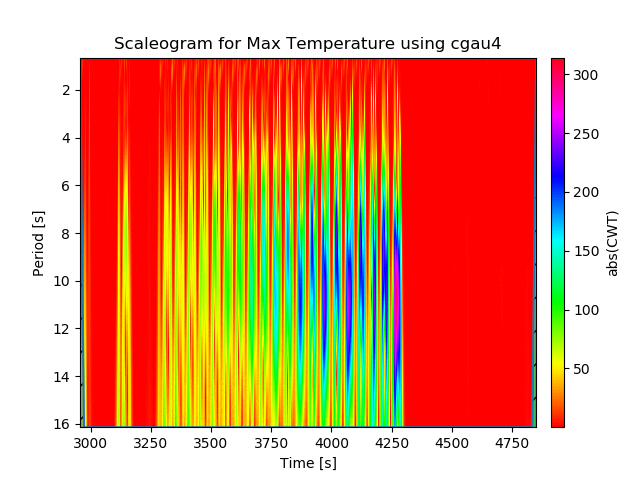 Scaleogram for Max Temperature using cgau4
2
4
6
8
10
12
14
16
Period [s]
3000 3250 3500 3750 4000 4250 4500 4750
Time [s]
300
250
200
150
100
50
abs(CWT)